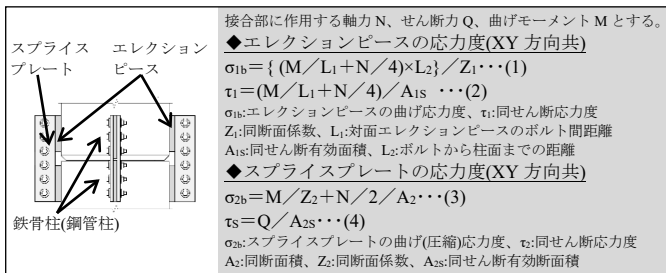 スプライス
プレート
エレクション
ピース
鉄骨柱(鋼管柱)
接合部に作用する軸力 N、せん断力 Q、曲げモーメント M とする。
◆エレクションピースの応力度(XY 方向共)
σ1b={ (M/L1+N/4)×L2}/Z1・・・(1)
τ1=(M/L1+N/4)/A1S ・・・(2)
σ1b:エレクションピースの曲げ応力度、τ1:同せん断応力度
Z1:同断面係数、L1:対面エレクションピースのボルト間距離
A1S:同せん断有効面積、L2:ボルトから柱面までの距離
◆スプライスプレートの応力度(XY 方向共)
σ2b=M/Z2+N/2/A2・・・(3)
τS=Q/A2S・・・(4)
σ2b:スプライスプレートの曲げ(圧縮)応力度、τ2:同せん断応力度
A2:同断面積、Z2:同断面係数、A2S:同せん断有効断面積